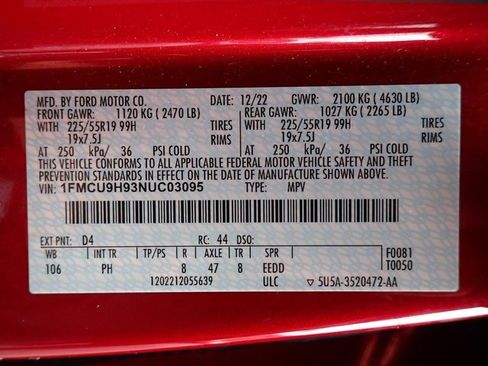 MFD. BY FORD MOTOR CO. 12/22 GVWR: 2100 KG ( 4630 LB)
FRONT GAWR: 1120 KG ( 2470 LB) REAR GAWR: 1027 KG ( 2265 LB)
WITH 225/55R19 99H TIRES WITH 225/55R19 99H TIRES
19x7.5J RIMS 19x7.5J RIMS
AT 250 kPa/ 36 PSI COLD AT 250 kPa/ 36 PSI COLD
THIS VEHICLE CONFORMS TO ALL APPLICABLE FEDERAL MOTOR VEHICLE SAFETY AND THEFT
PREVENTION STANDARDS IN EFFECT ON THE DATE OF MANUFACTURE SHOWN ABOVE.
VIN: 1FMCU9H93NUC03095 TYPE: MPV
EXT PNT: D4 RC: 44 DSO:
WB INT TR TP/PS R AXLE TR SPR F0081
106 PH 8 47 8 EEDD T0050
1202212055639 ULC ▽ 5U5A-3520472-AA